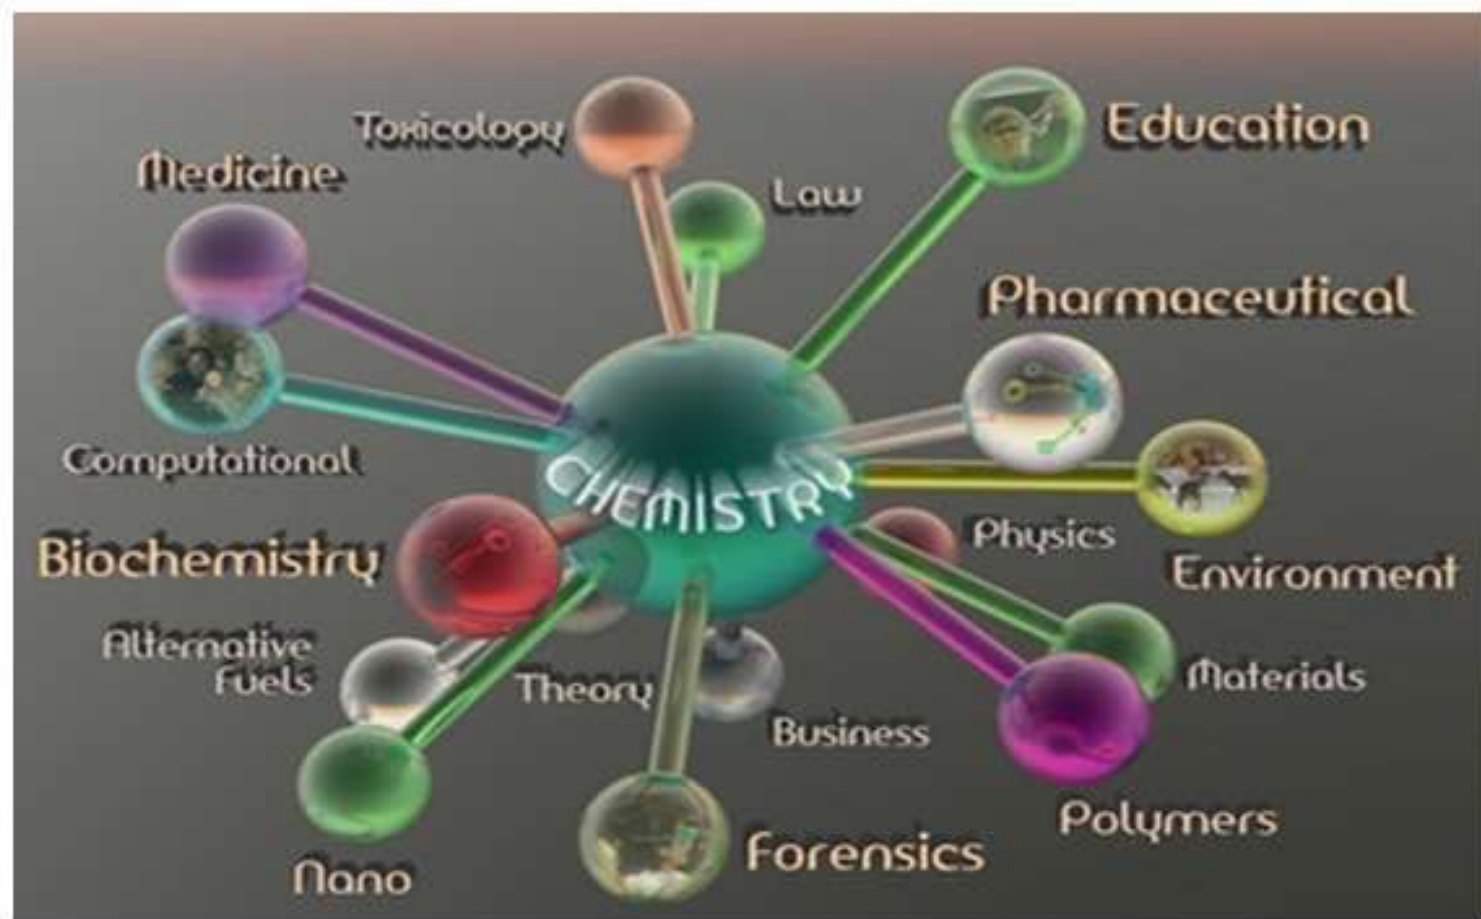 Toxicology
Education
Medicine
Law
Pharmaceutical
Computational
CHEMISTRY
Physics
Biochemistry
Environment
Alternative
Fuels
Theory
Materials
Business
Polymers
Forensics
Nano